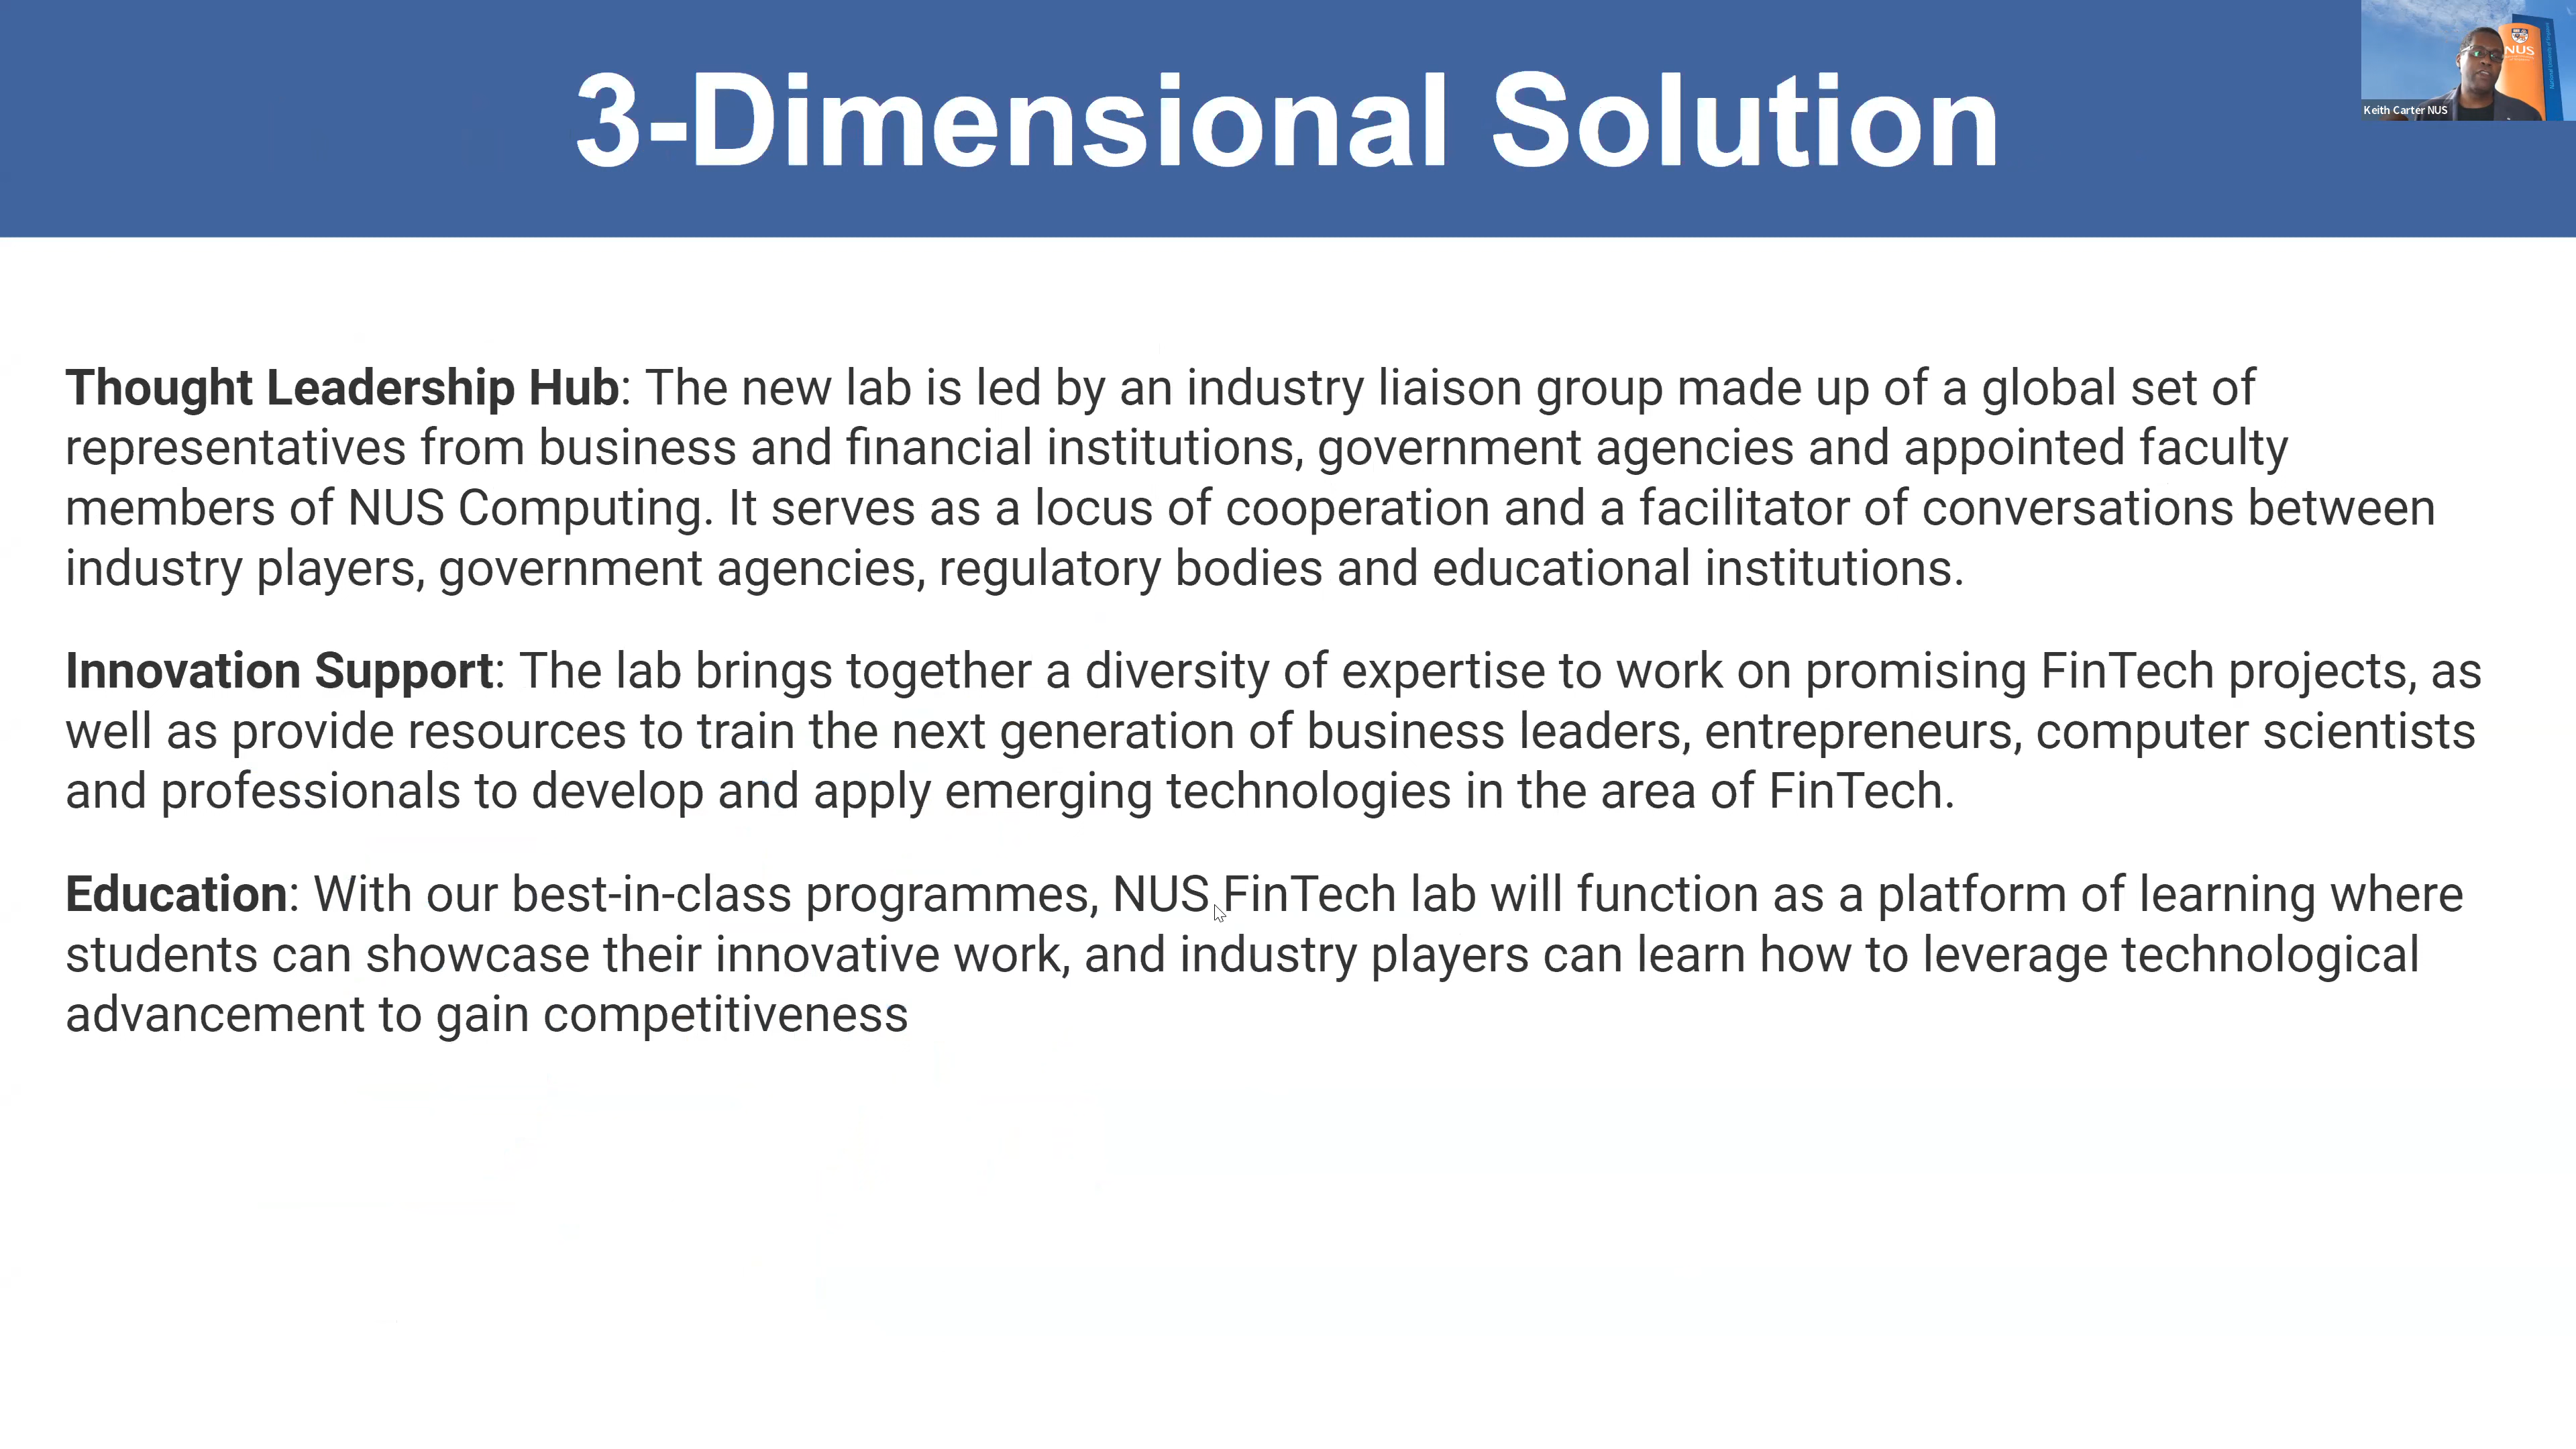 3-Dimensional Solution
NUS
Keith Carter NUS
Thought Leadership Hub: The new lab is led by an industry liaison group made up of a global set of
representatives from business and financial institutions, government agencies and appointed faculty
members of NUS Computing. It serves as a locus of cooperation and a facilitator of conversations between
industry players, government agencies, regulatory bodies and educational institutions.
Innovation Support: The lab brings together a diversity of expertise to work on promising FinTech projects, as
well as provide resources to train the next generation of business leaders, entrepreneurs, computer scientists
and professionals to develop and apply emerging technologies in the area of FinTech.
Education: With our best-in-class programmes, NUS FinTech lab will function as a platform of learning where
students can showcase their innovative work, and industry players can learn how to leverage technological
advancement to gain competitiveness